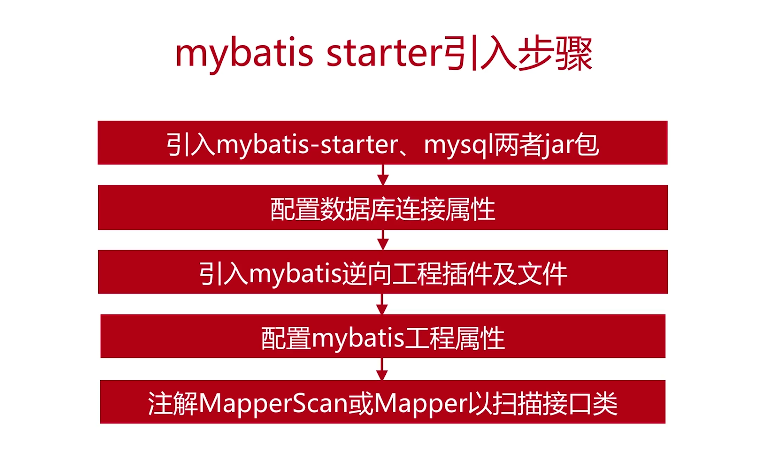 mybatis starter引入步骤
引入mybatis-starter、mysql两者jar包
配置数据库连接属性
引入mybatis逆向工程插件及文件
配置mybatis工程属性
注解MapperScan或Mapper以扫描接口类